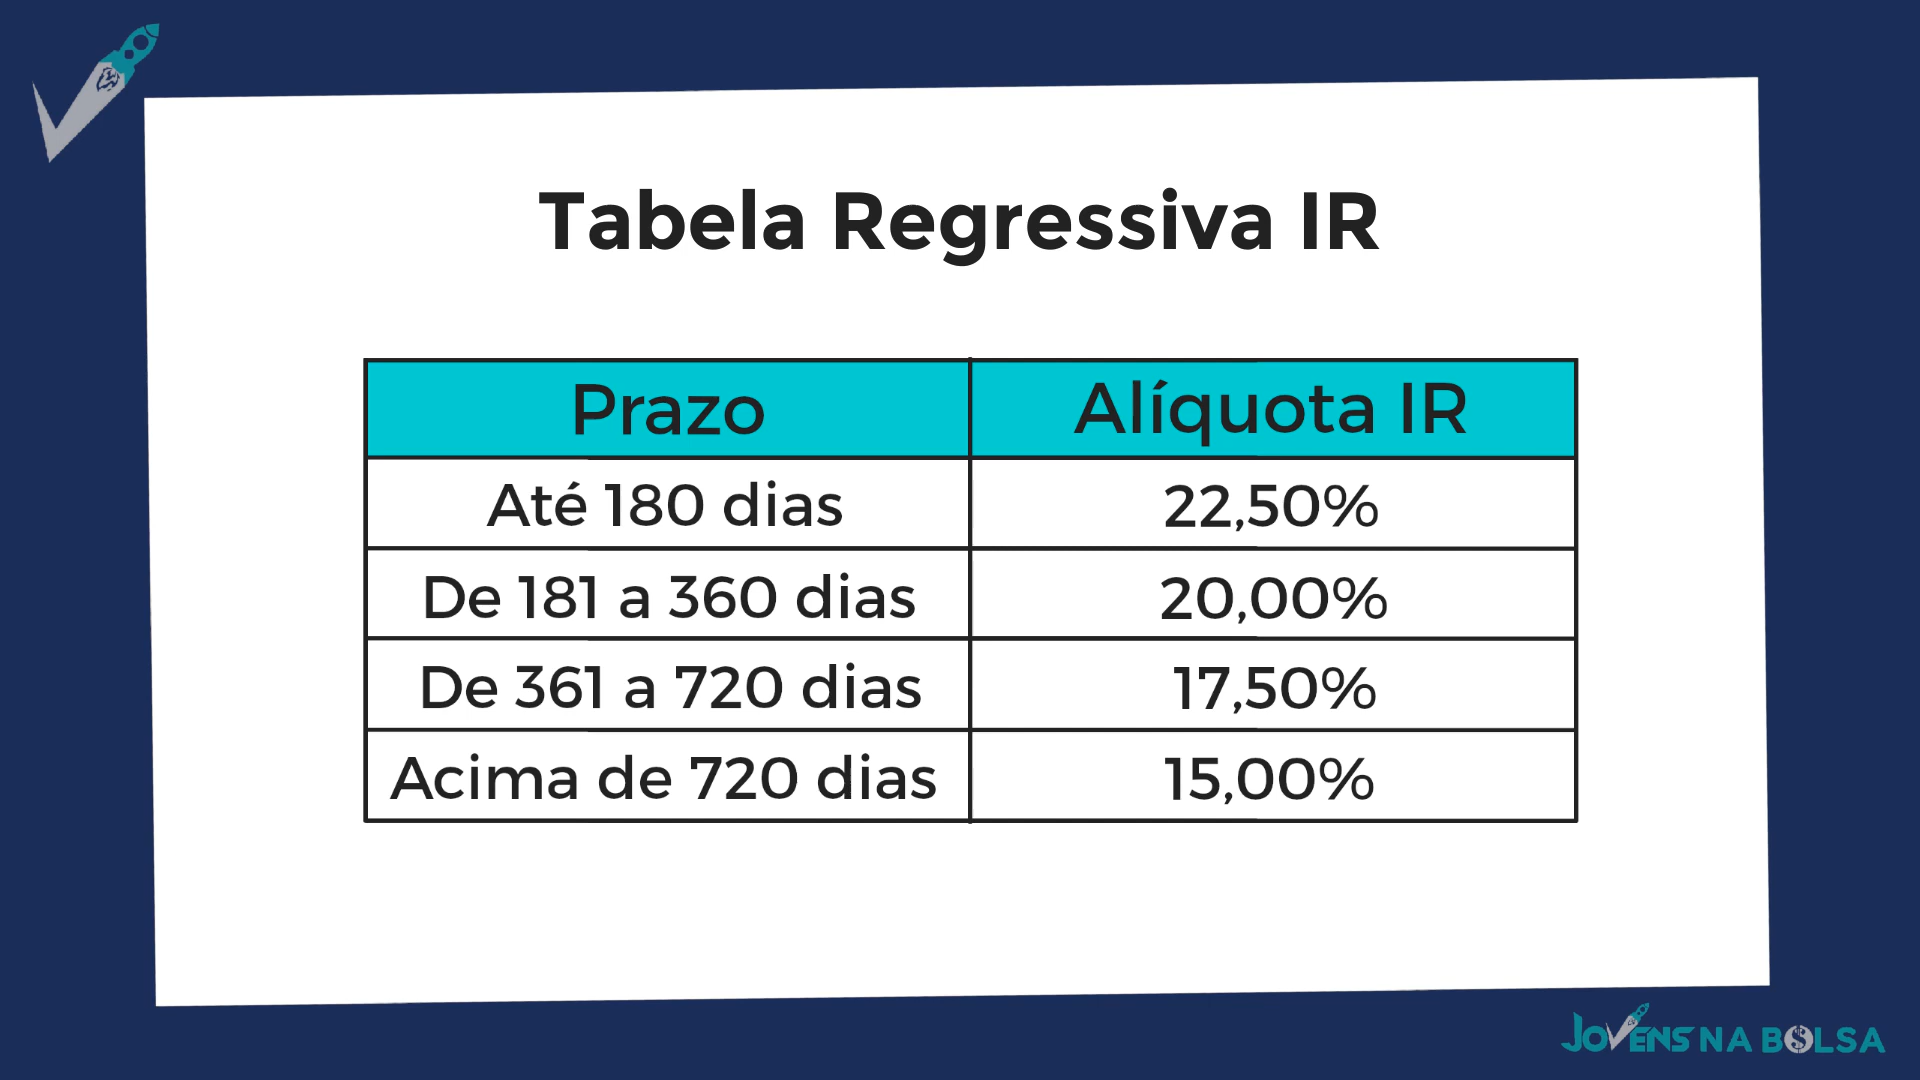 Tabela Regressiva IR
Prazo Alíquota IR
Até 180 dias 22,50%
De 181 a 360 dias 20,00%
De 361 a 720 dias 17,50%
Acima de 720 dias 15,00%
JOVENS NA BOLSA